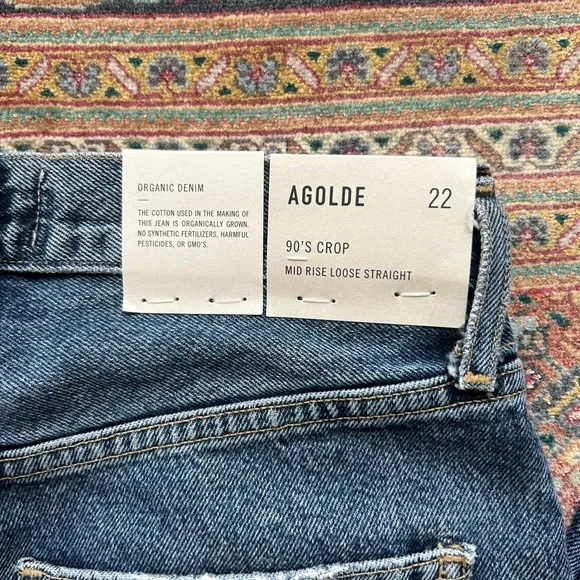 ORGANIC DENIM
THE COTTON USED IN THE MAKING OF
THIS JEAN IS ORGANICALLY GROWN.
NO SYNTHETIC FERTILIZERS, HARMFUL
PESTICIDES, OR GMO'S.
AGOLDE 22
90'S CROP
MID RISE LOOSE STRAIGHT